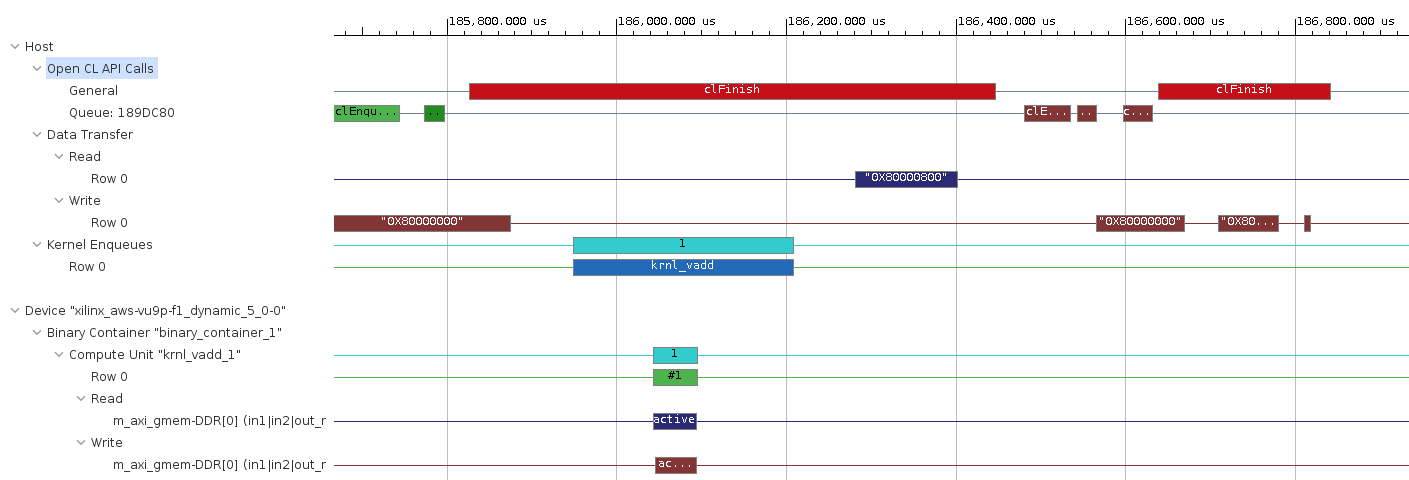 185,800.000 us 186,000.000 us 186,200.000 us 186,400.000 us 186,600.000 us 186,800.000 us
Host
Open CL API Calls
General clFinish clFinish
Queue: 189DC80 clEnqu... .. clE... .. c...
Data Transfer
Read
Row 0 "0X80000800"
Write
Row 0 "0X80000000" "0X80000000" "0X80...
Kernel Enqueues 1
Row 0 krnl_vadd
Device "xilinx_aws-vu9p-f1_dynamic_5_0-0"
Binary Container "binary_container_1"
Compute Unit "krnl_vadd_1" 1
Row 0 #1
Read
m_axi_gmem-DDR[0] (in1|in2|out_r active
Write
m_axi_gmem-DDR[0] (in1|in2|out_r ac...